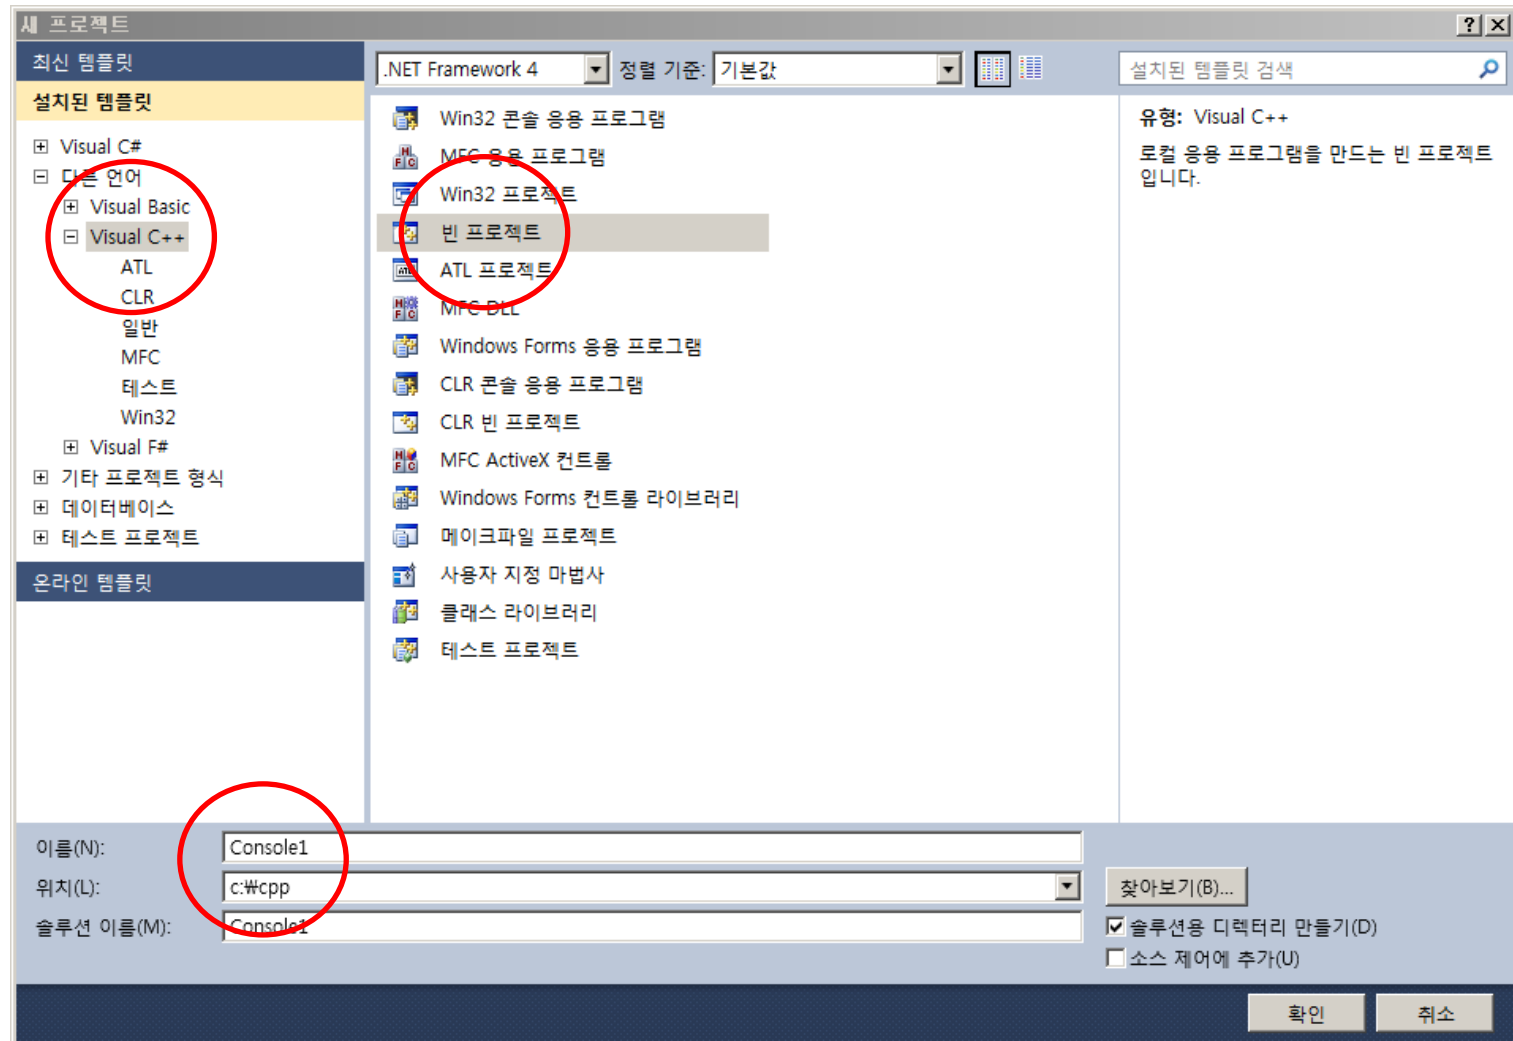 새 프로젝트
최신 템플릿
설치된 템플릿
Visual C#
다른 언어
Visual Basic
Visual C++
ATL
CLR
일반
MFC
테스트
Win32
Visual F#
기타 프로젝트 형식
데이터베이스
테스트 프로젝트
온라인 템플릿
.NET Framework 4 정렬 기준: 기본값
Win32 콘솔 응용 프로그램
MFC 응용 프로그램
Win32 프로젝트
빈 프로젝트
ATL 프로젝트
MFC DLL
Windows Forms 응용 프로그램
CLR 콘솔 응용 프로그램
CLR 빈 프로젝트
MFC ActiveX 컨트롤
Windows Forms 컨트롤 라이브러리
메이크파일 프로젝트
사용자 지정 마법사
클래스 라이브러리
테스트 프로젝트
설치된 템플릿 검색
유형: Visual C++
로컬 응용 프로그램을 만드는 빈 프로젝트
입니다.
이름(N): Console1
위치(L): c:₩cpp 찾아보기(B)...
솔루션 이름(M): Console1 솔루션용 디렉터리 만들기(D)
소스 제어에 추가(U)
확인 취소